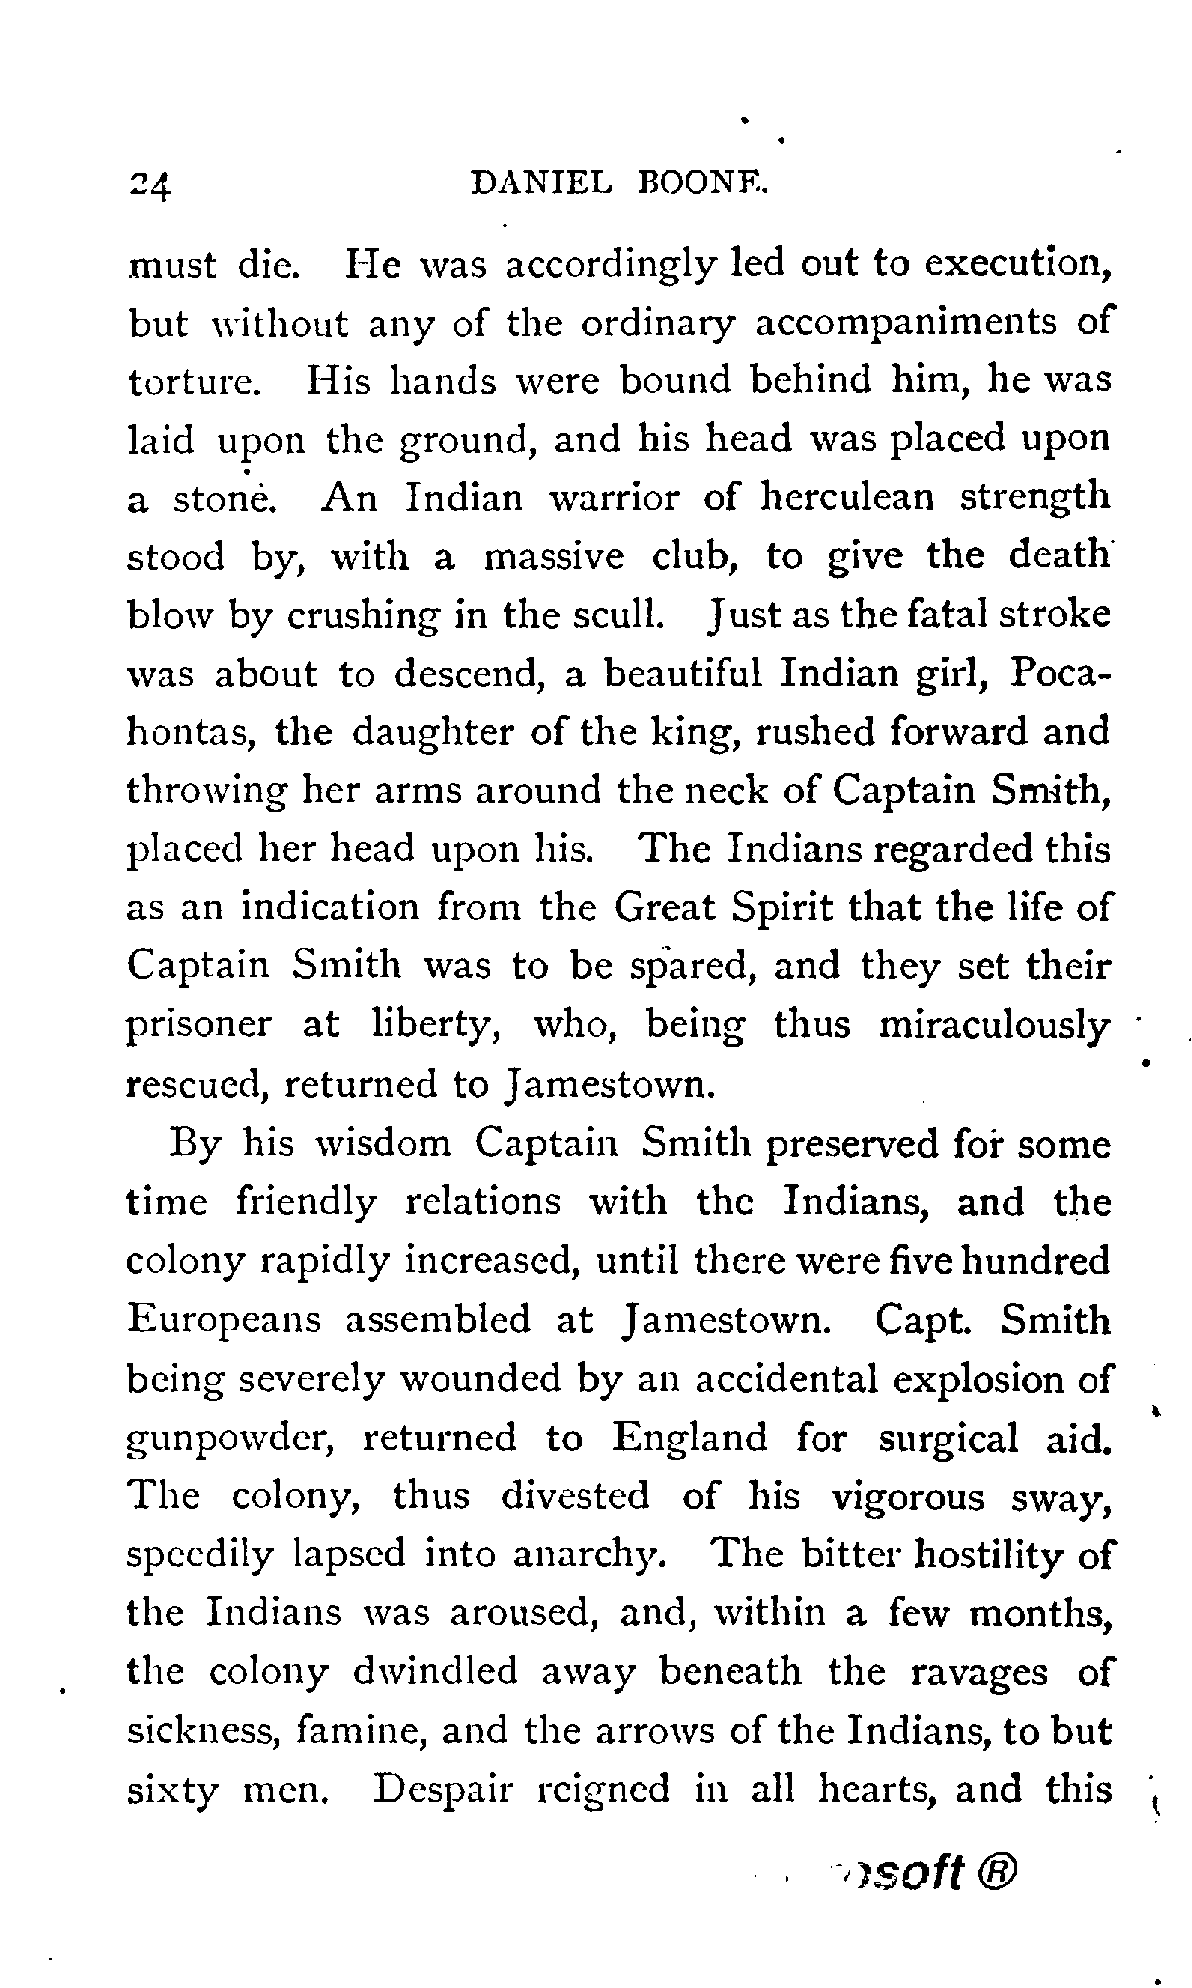 24 DANIEL BOONE.
must die. He was accordingly led out to execution,
but without any of the ordinary accompaniments of
torture. His hands were bound behind him, he was
laid upon the ground, and his head was placed upon
a stone. An Indian warrior of herculean strength
stood by, with a massive club, to give the death
blow by crushing in the scull. Just as the fatal stroke
was about to descend, a beautiful Indian girl, Poca-
hontas, the daughter of the king, rushed forward and
throwing her arms around the neck of Captain Smith,
placed her head upon his. The Indians regarded this
as an indication from the Great Spirit that the life of
Captain Smith was to be spared, and they set their
prisoner at liberty, who, being thus miraculously
rescued, returned to Jamestown.
By his wisdom Captain Smith preserved for some
time friendly relations with the Indians, and the
colony rapidly increased, until there were five hundred
Europeans assembled at Jamestown. Capt. Smith
being severely wounded by an accidental explosion of
gunpowder, returned to England for surgical aid.
The colony, thus divested of his vigorous sway,
speedily lapsed into anarchy. The bitter hostility of
the Indians was aroused, and, within a few months,
the colony dwindled away beneath the ravages of
sickness, famine, and the arrows of the Indians, to but
sixty men. Despair reigned in all hearts, and this
®